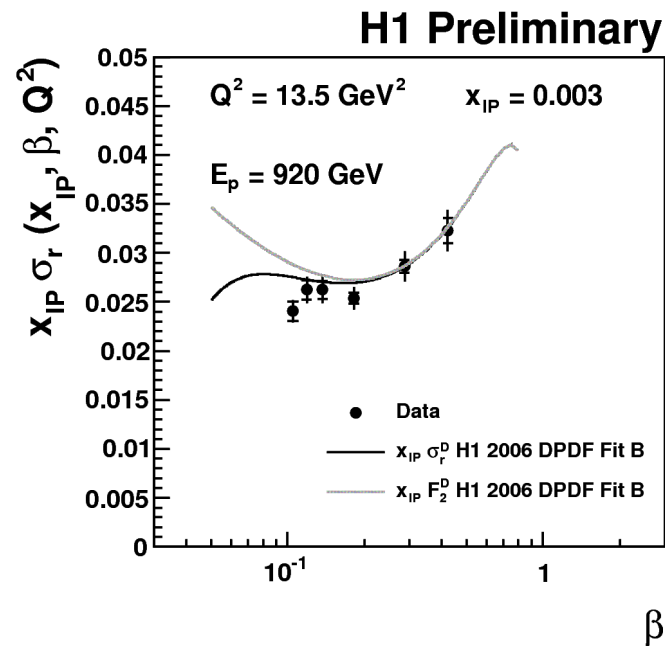 H1 Preliminary
x_IP σ_r (x_IP, β, Q²)
0.05
0.045
0.04
0.035
0.03
0.025
0.02
0.015
0.01
0.005
0
Q² = 13.5 GeV²
x_IP = 0.003
E_p = 920 GeV
Data
x_IP σ_r^D H1 2006 DPDF Fit B
x_IP F_2^D H1 2006 DPDF Fit B
10⁻¹
1
β